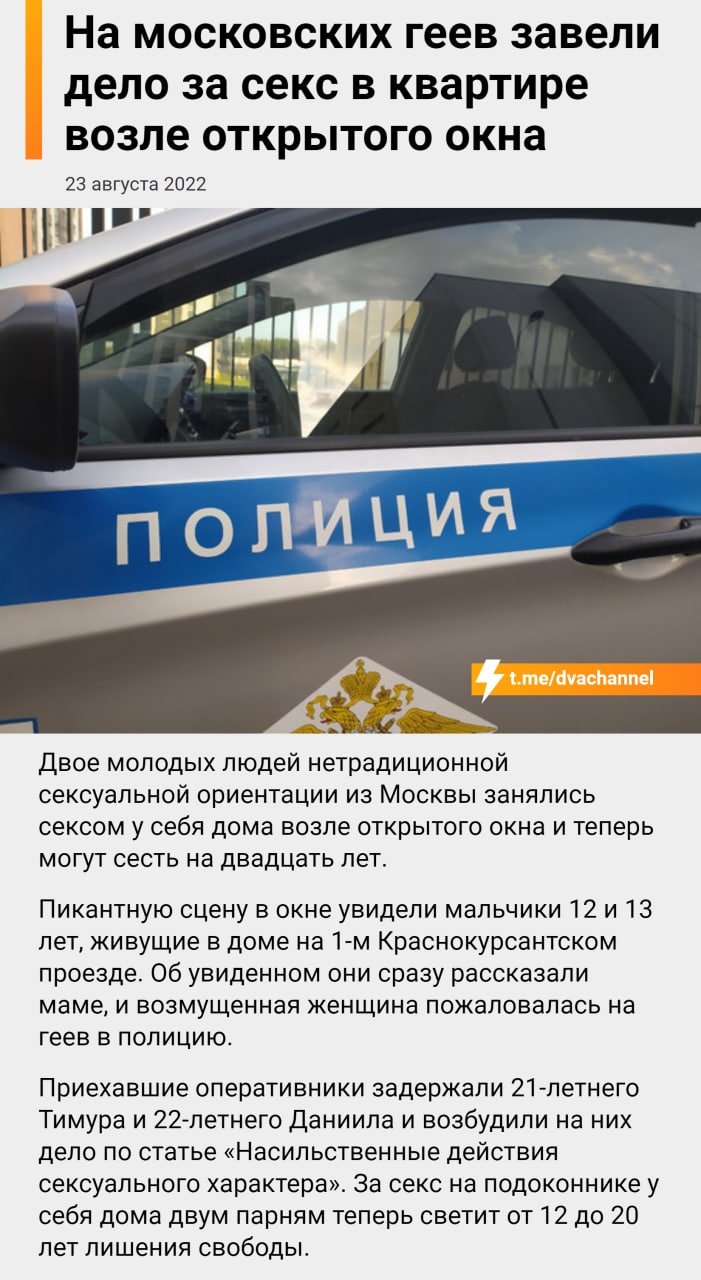 На московских геев завели
дело за секс в квартире
возле открытого окна
23 августа 2022
ПОЛИЦИЯ
t.me/dvachannel
Двое молодых людей нетрадиционной
сексуальной ориентации из Москвы занялись
сексом у себя дома возле открытого окна и теперь
могут сесть на двадцать лет.
Пикантную сцену в окне увидели мальчики 12 и 13
лет, живущие в доме на 1-м Краснокурсантском
проезде. Об увиденном они сразу рассказали
маме, и возмущенная женщина пожаловалась на
геев в полицию.
Приехавшие оперативники задержали 21-летнего
Тимура и 22-летнего Даниила и возбудили на них
дело по статье «Насильственные действия
сексуального характера». За секс на подоконнике у
себя дома двум парням теперь светит от 12 до 20
лет лишения свободы.